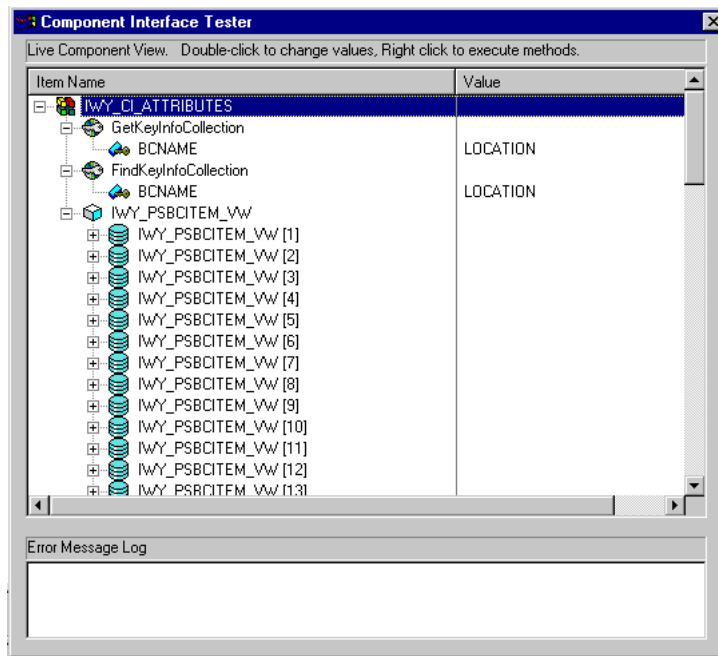 Component Interface Tester
Live Component View. Double-click to change values, Right click to execute methods.
Item Name Value
IWY_CI_ATTRIBUTES
GetKeyInfoCollection
BCNAME LOCATION
FindKeyInfoCollection
BCNAME LOCATION
IWY_PSBCITEM_VW
IWY_PSBCITEM_VW [1]
IWY_PSBCITEM_VW [2]
IWY_PSBCITEM_VW [3]
IWY_PSBCITEM_VW [4]
IWY_PSBCITEM_VW [5]
IWY_PSBCITEM_VW [6]
IWY_PSBCITEM_VW [7]
IWY_PSBCITEM_VW [8]
IWY_PSBCITEM_VW [9]
IWY_PSBCITEM_VW [10]
IWY_PSBCITEM_VW [11]
IWY_PSBCITEM_VW [12]
IWY_PSBCITEM_VW [13]
Error Message Log